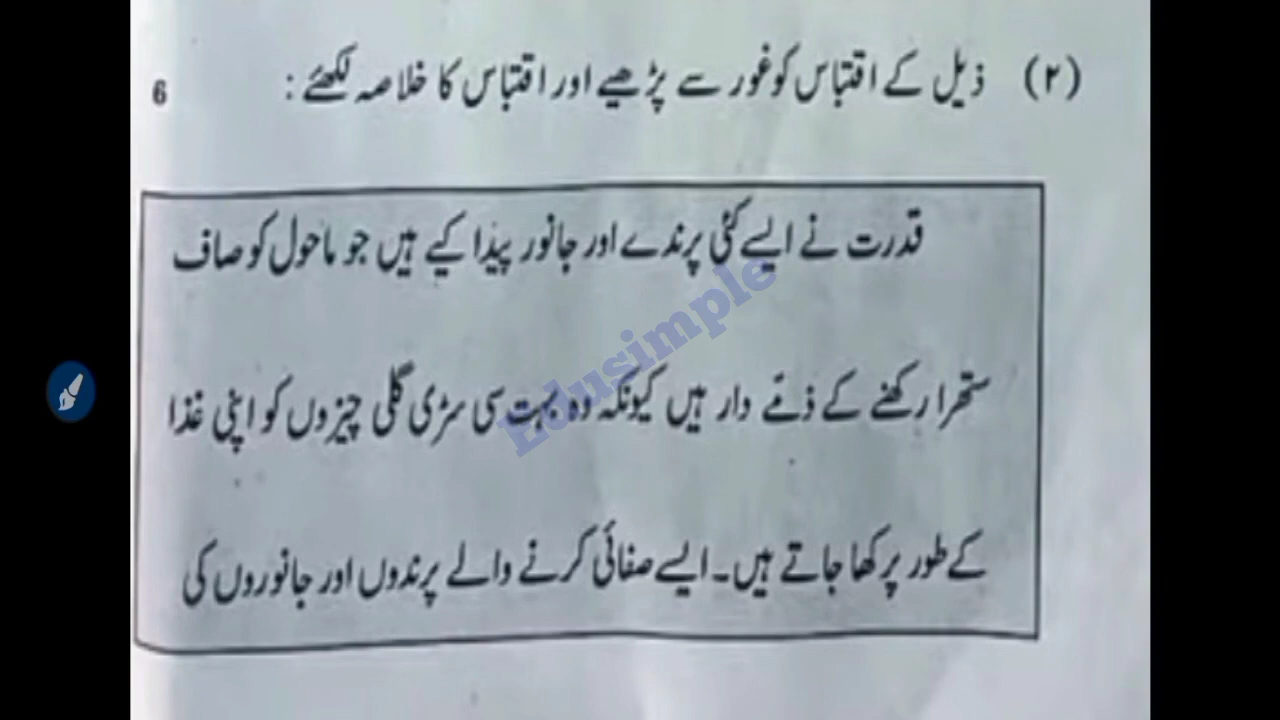 (۲) ذیل کے اقتباس کو غور سے پڑھیے اور اقتباس کا خلاصہ لکھئے : 6
قدرت نے ایسے کئی پرندے اور جانور پیدا کیے ہیں جو ماحول کو صاف
ستھرا رکھنے کے ذمّے دار ہیں کیونکہ وہ بہت سی سڑی گلی چیزوں کو اپنی غذا
کے طور پر کھا جاتے ہیں۔ ایسے صفائی کرنے والے پرندوں اور جانوروں کی
Edusimple